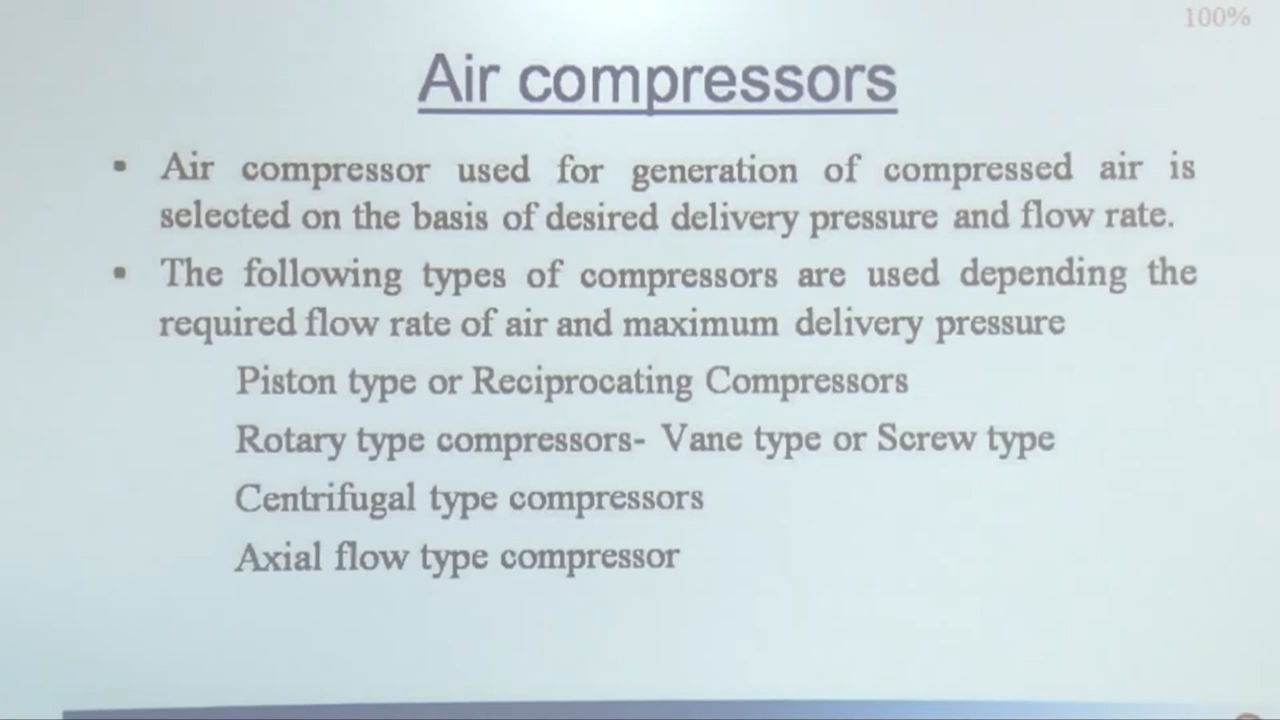 100%
Air compressors
▪ Air compressor used for generation of compressed air is
selected on the basis of desired delivery pressure and flow rate.
▪ The following types of compressors are used depending the
required flow rate of air and maximum delivery pressure
Piston type or Reciprocating Compressors
Rotary type compressors- Vane type or Screw type
Centrifugal type compressors
Axial flow type compressor